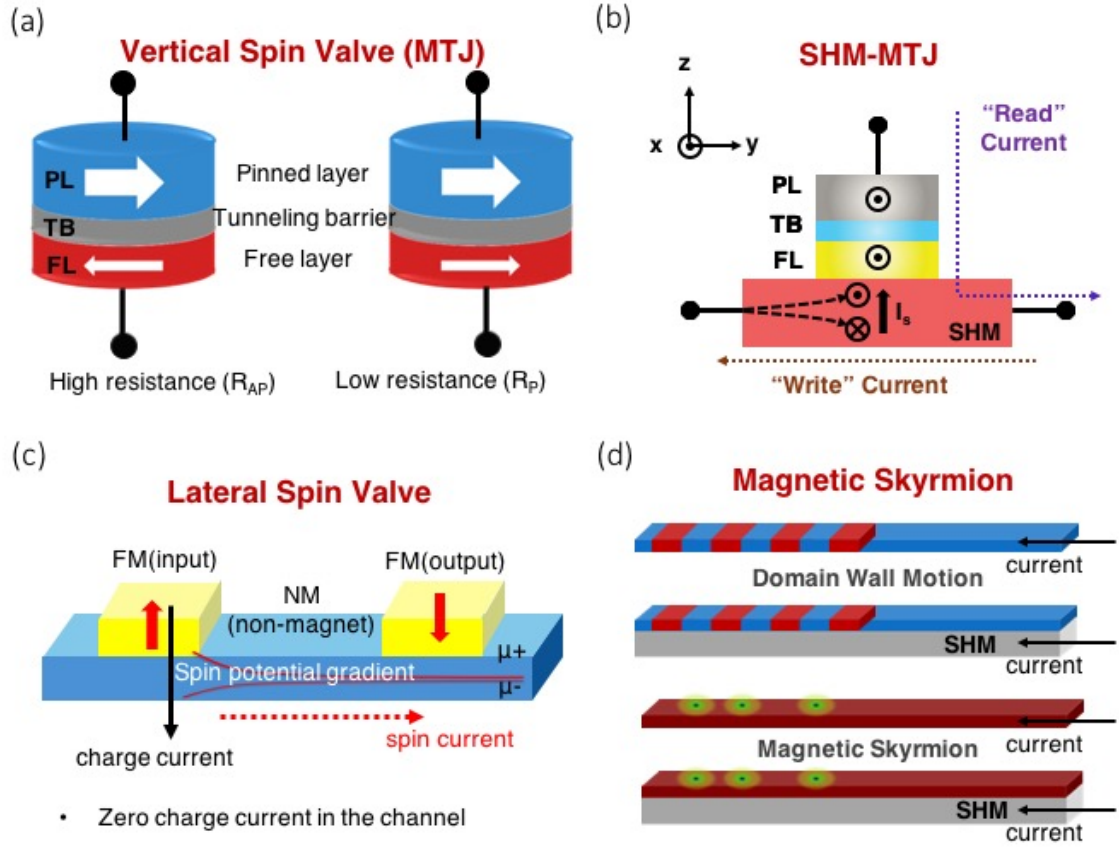 (a)
Vertical Spin Valve (MTJ)
PL
Pinned layer
TB
Tunneling barrier
FL
Free layer
High resistance (RAP)
Low resistance (RP)
(b)
SHM-MTJ
z
x
y
"Read"
Current
PL
TB
FL
Is
SHM
"Write" Current
(c)
Lateral Spin Valve
FM(input)
FM(output)
NM
(non-magnet)
μ+
Spin potential gradient
μ-
spin current
charge current
• Zero charge current in the channel
(d)
Magnetic Skyrmion
current
Domain Wall Motion
SHM
current
current
Magnetic Skyrmion
SHM
current